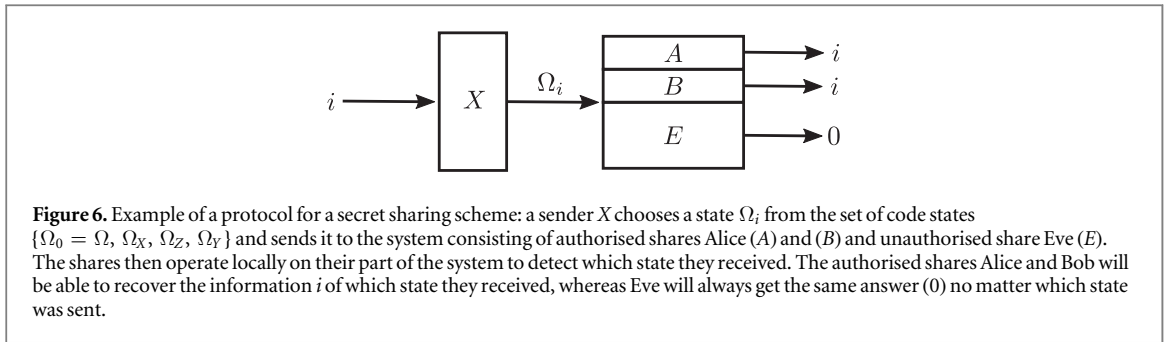 i
X
Ω_i
A
B
E
i
i
0
Figure 6. Example of a protocol for a secret sharing scheme: a sender X chooses a state Ω_i from the set of code states
{Ω_0 = Ω, Ω_X, Ω_Z, Ω_Y} and sends it to the system consisting of authorised shares Alice (A) and (B) and unauthorised share Eve (E).
The shares then operate locally on their part of the system to detect which state they received. The authorised shares Alice and Bob will
be able to recover the information i of which state they received, whereas Eve will always get the same answer (0) no matter which state
was sent.